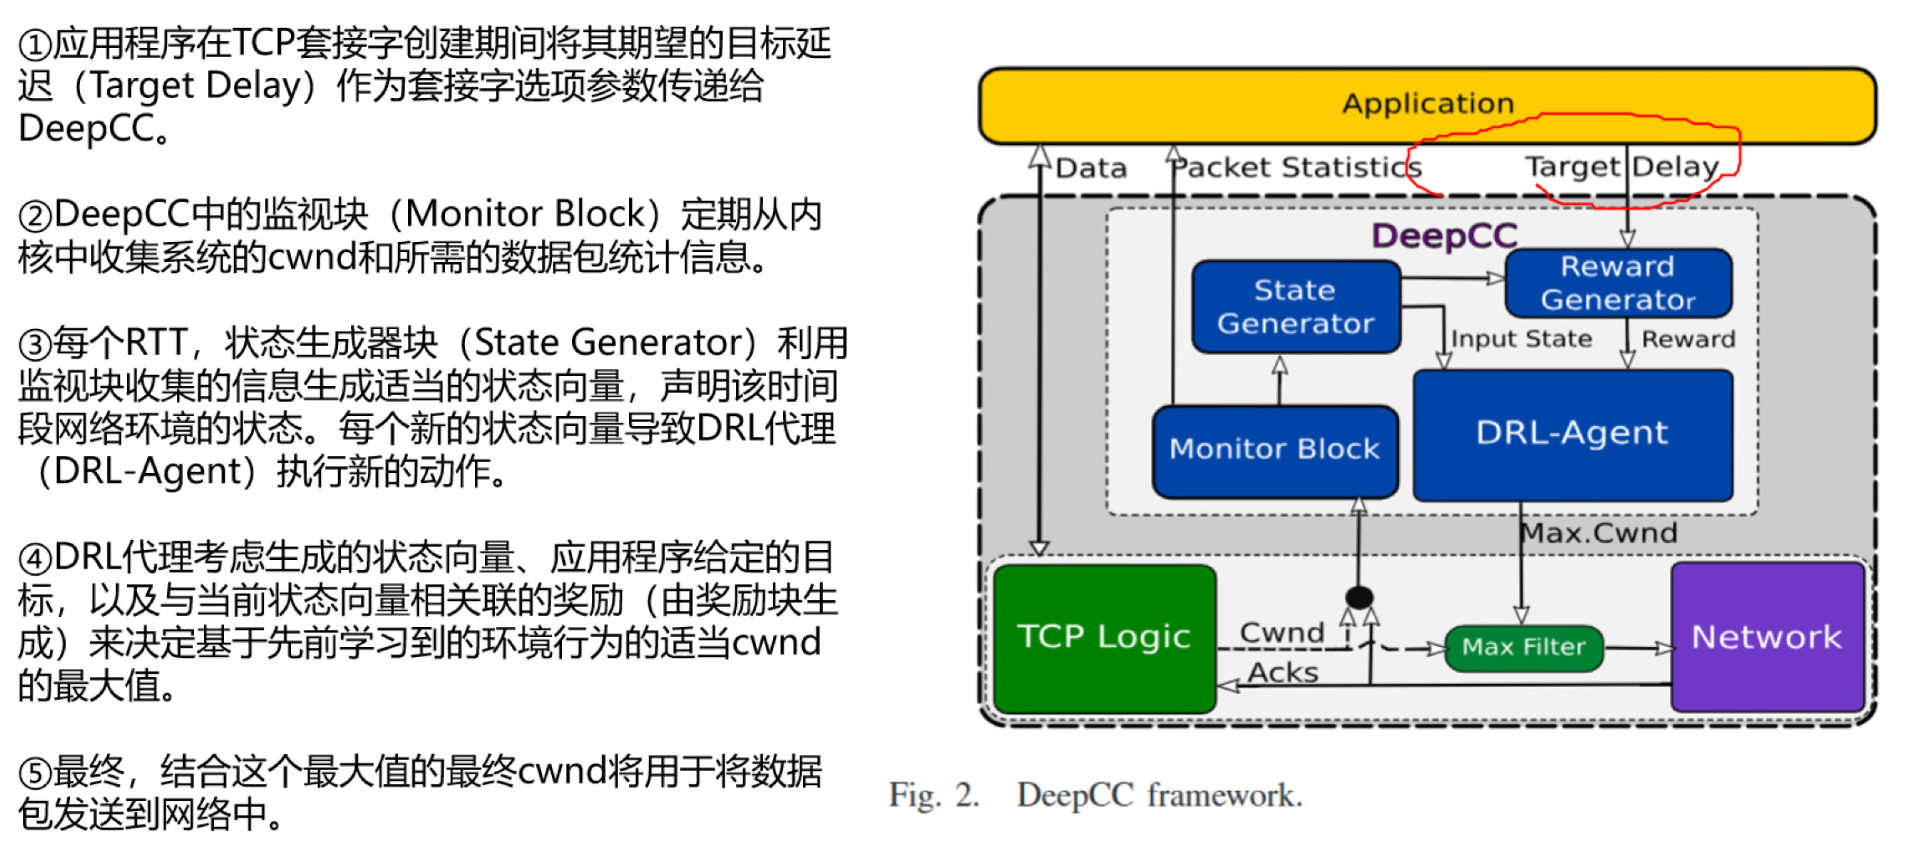 ①应用程序在TCP套接字创建期间将其期望的目标延
迟（Target Delay）作为套接字选项参数传递给
DeepCC。
②DeepCC中的监视块（Monitor Block）定期从内
核中收集系统的cwnd和所需的数据包统计信息。
③每个RTT，状态生成器块（State Generator）利用
监视块收集的信息生成适当的状态向量，声明该时间
段网络环境的状态。每个新的状态向量导致DRL代理
（DRL-Agent）执行新的动作。
④DRL代理考虑生成的状态向量、应用程序给定的目
标，以及与当前状态向量相关联的奖励（由奖励块生
成）来决定基于先前学习到的环境行为的适当cwnd
的最大值。
⑤最终，结合这个最大值的最终cwnd将用于将数据
包发送到网络中。
Application
Data
Packet Statistics
Target Delay
DeepCC
State
Generator
Reward
Generator
Input State
Reward
Monitor Block
DRL-Agent
Max.Cwnd
TCP Logic
Cwnd
Acks
Max Filter
Network
Fig. 2. DeepCC framework.